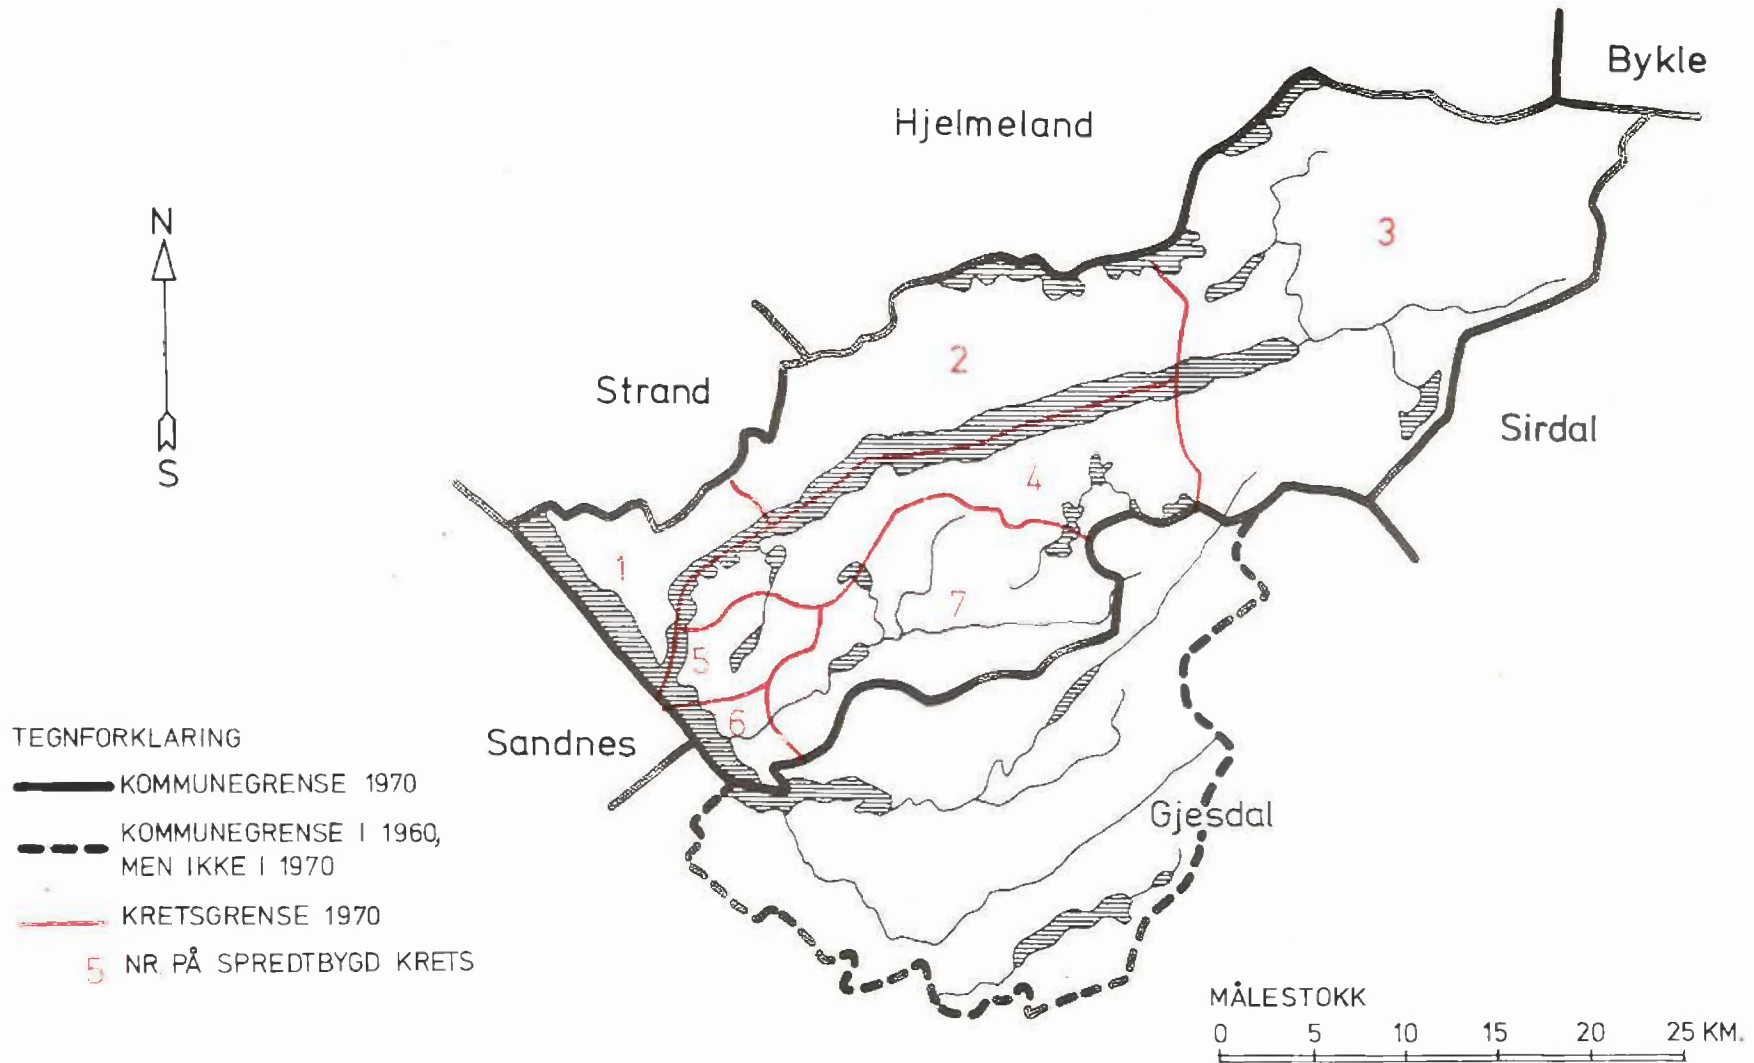 Bykle
Hjelmeland
N
3
2
Strand
Sirdal
S
4
1
7
5
6
Sandnes
Gjesdal
TEGNFORKLARING
KOMMUNEGRENSE 1970
KOMMUNEGRENSE I 1960,
MEN IKKE I 1970
KRETSGRENSE 1970
5 NR. PÅ SPREDTBYGD KRETS
MÅLESTOKK
0 5 10 15 20 25 KM.